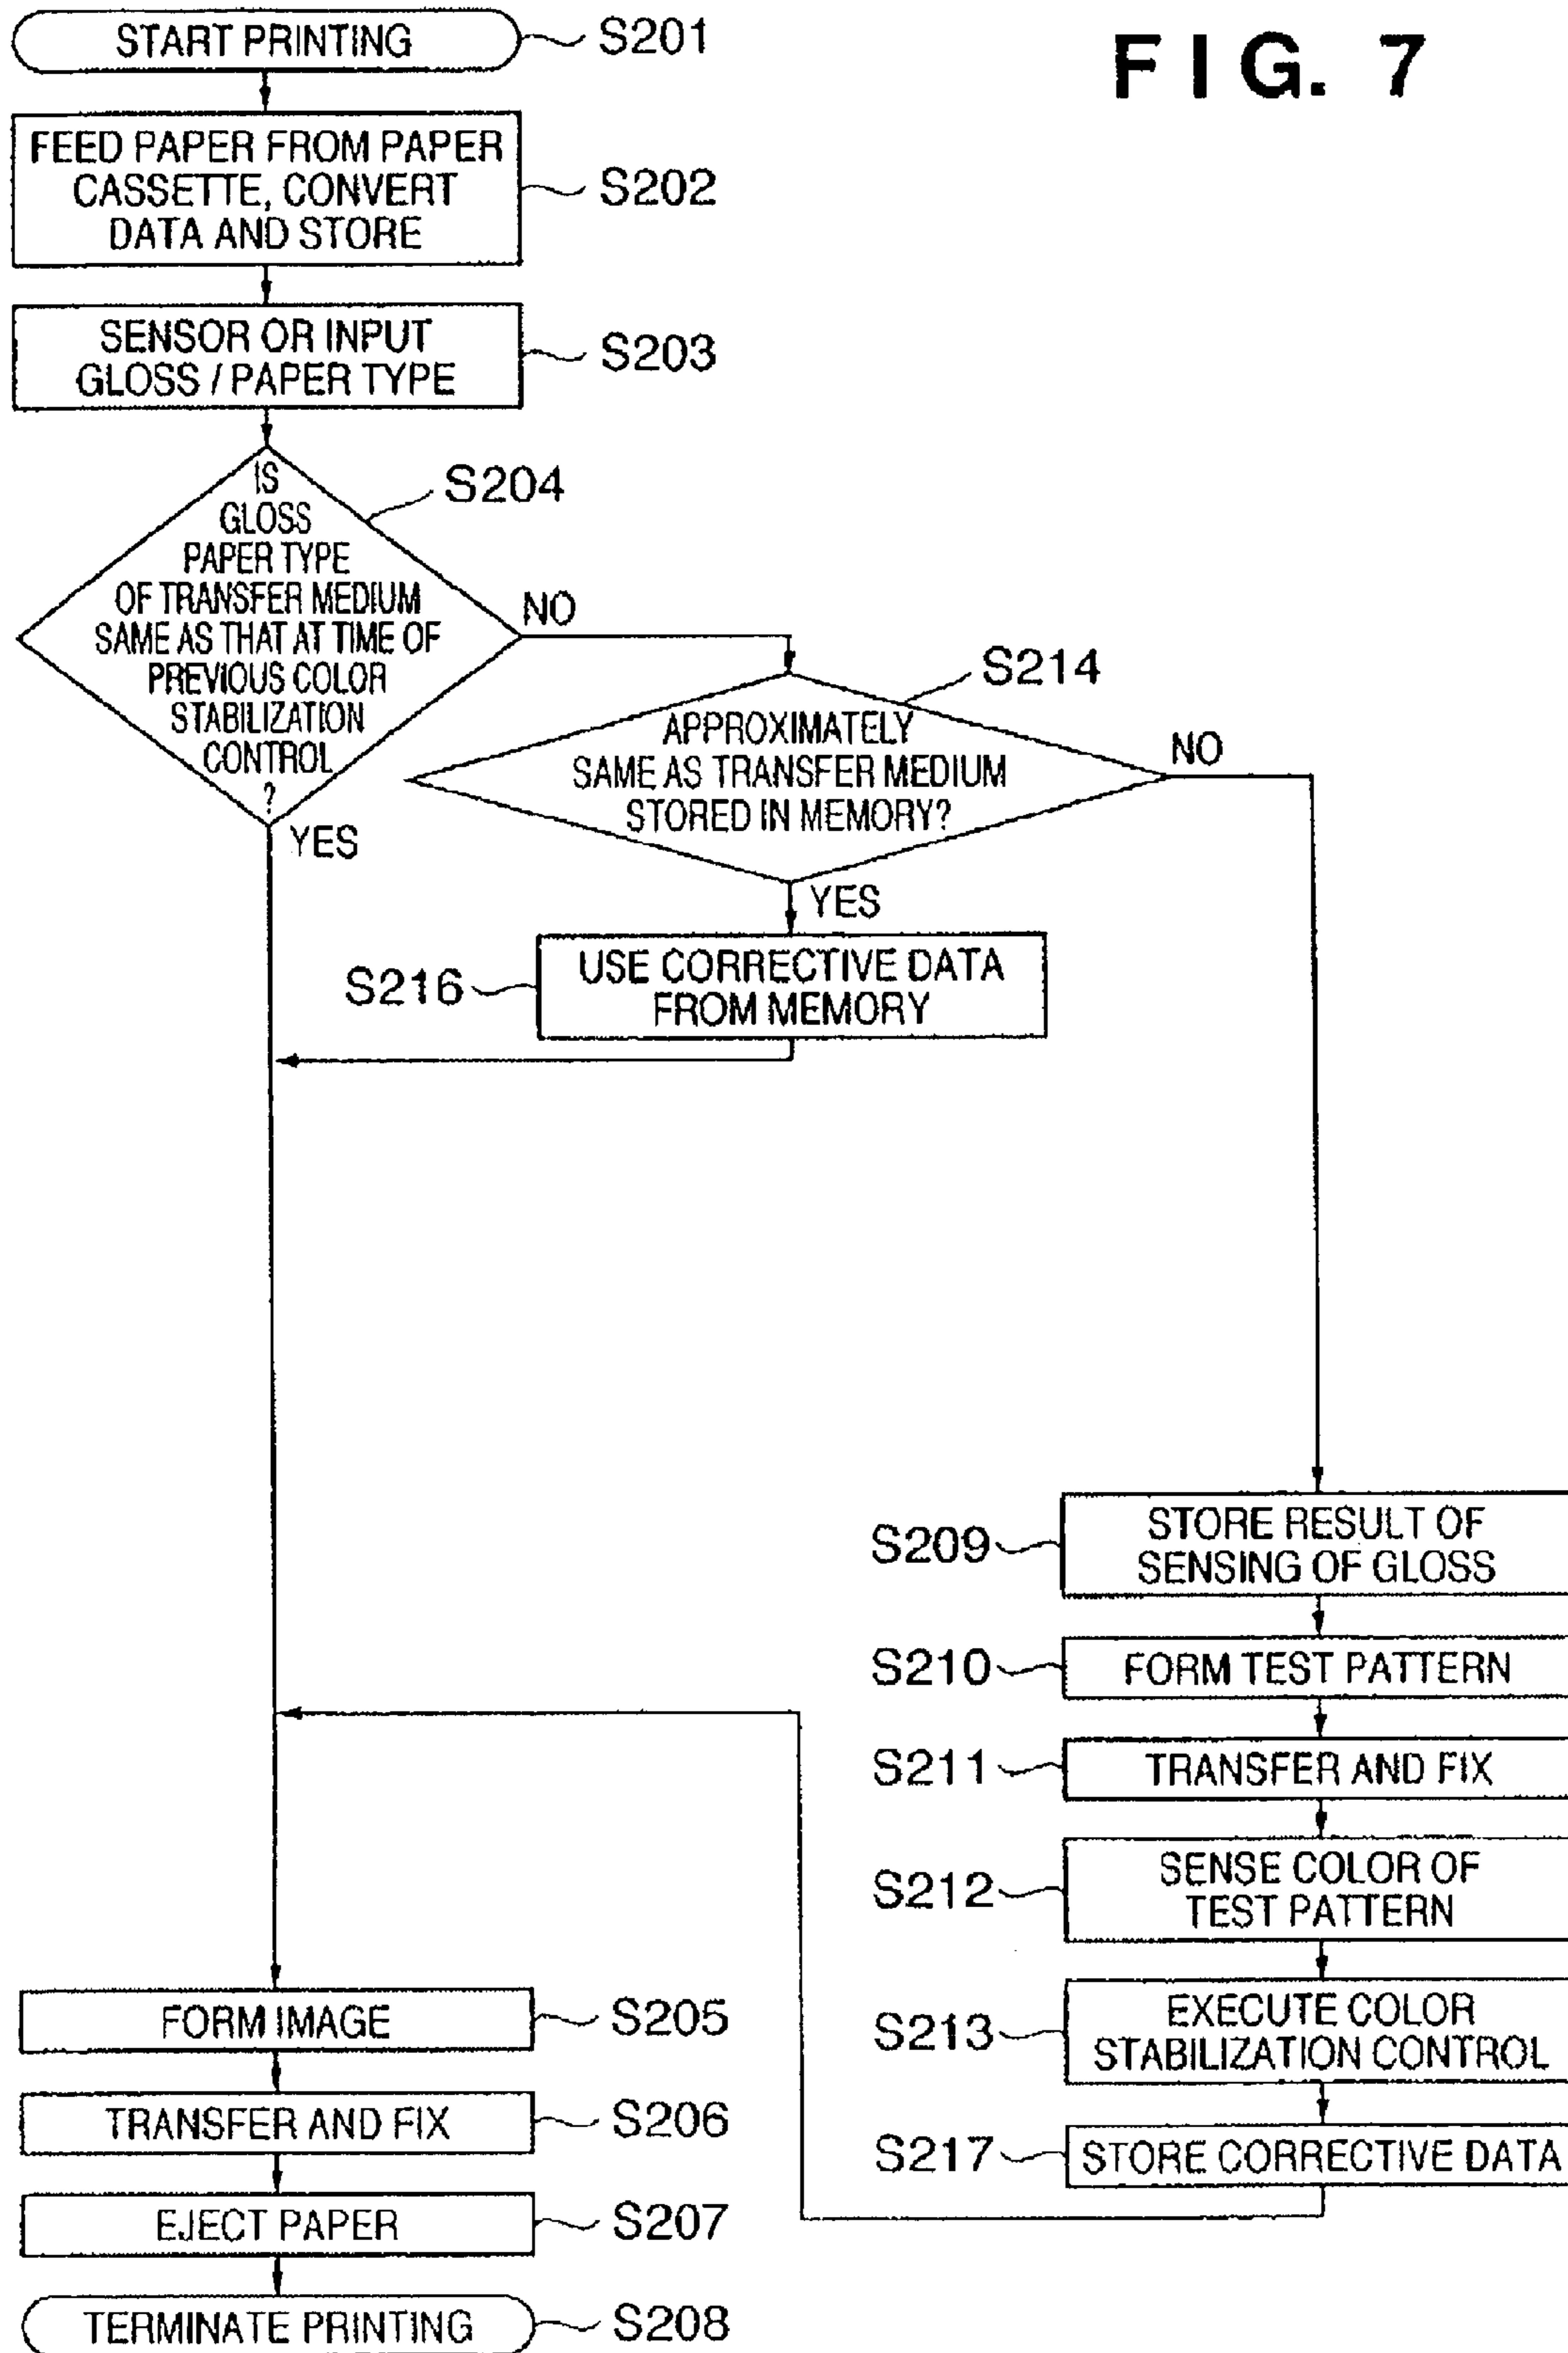 FIG. 7
START PRINTING
S201
FEED PAPER FROM PAPER
CASSETTE, CONVERT
DATA AND STORE
S202
SENSOR OR INPUT
GLOSS / PAPER TYPE
S203
IS
GLOSS
PAPER TYPE
OF TRANSFER MEDIUM
SAME AS THAT AT TIME OF
PREVIOUS COLOR
STABILIZATION
CONTROL
?
S204
NO
YES
S214
APPROXIMATELY
SAME AS TRANSFER MEDIUM
STORED IN MEMORY?
NO
YES
S216
USE CORRECTIVE DATA
FROM MEMORY
S209
STORE RESULT OF
SENSING OF GLOSS
S210
FORM TEST PATTERN
S211
TRANSFER AND FIX
S212
SENSE COLOR OF
TEST PATTERN
S213
EXECUTE COLOR
STABILIZATION CONTROL
S217
STORE CORRECTIVE DATA
FORM IMAGE
S205
TRANSFER AND FIX
S206
EJECT PAPER
S207
TERMINATE PRINTING
S208